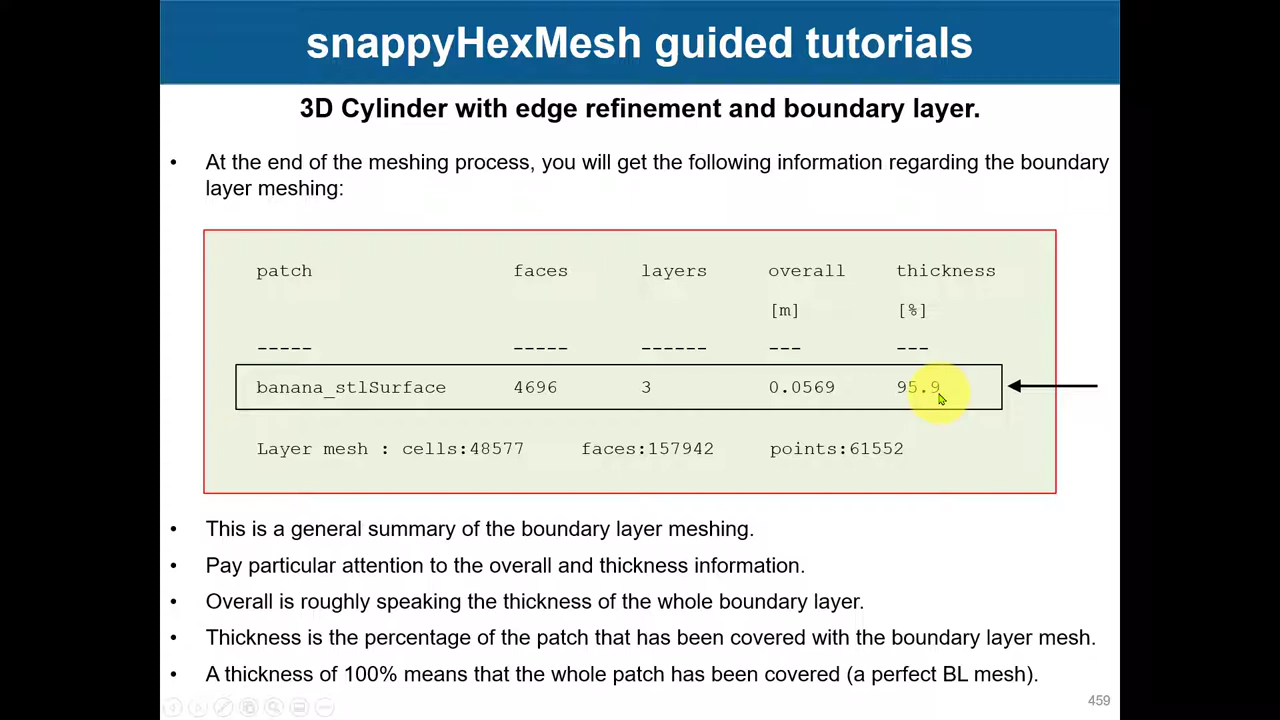 snappyHexMesh guided tutorials
3D Cylinder with edge refinement and boundary layer.
• At the end of the meshing process, you will get the following information regarding the boundary
layer meshing:
patch faces layers overall thickness
[m] [%]
----- ----- ------ --- ---
banana_stlSurface 4696 3 0.0569 95.9
Layer mesh : cells:48577 faces:157942 points:61552
• This is a general summary of the boundary layer meshing.
• Pay particular attention to the overall and thickness information.
• Overall is roughly speaking the thickness of the whole boundary layer.
• Thickness is the percentage of the patch that has been covered with the boundary layer mesh.
• A thickness of 100% means that the whole patch has been covered (a perfect BL mesh).
459